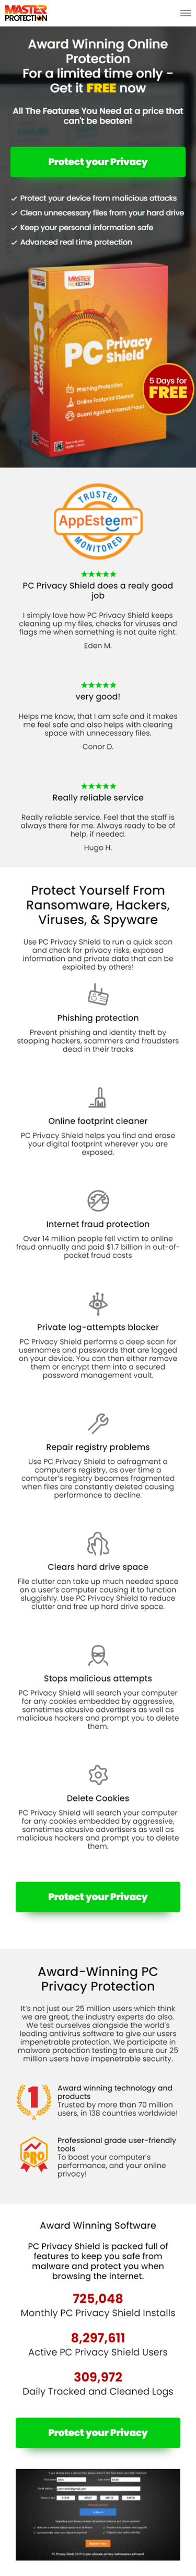 MASTER
PROTECTION
Award Winning Online
Protection
For a limited time only -
Get it FREE now
All The Features You Need at a price that
can't be beaten!
Protect your Privacy
Protect your device from malicious attacks
Clean unnecessary files from your hard drive
Keep your personal information safe
Advanced real time protection
MASTER
PROTECTION
PC Privacy
Shield
PC Privacy
Shield
Phishing Protection
Online Footprint Cleaner
Guard Against Internet Fraud
5 Days for
FREE
TRUSTED
AppEsteem™
MONITORED
PC Privacy Shield does a realy good
job
I simply love how PC Privacy Shield keeps
cleaning up my files, checks for viruses and
flags me when something is not quite right.
Eden M.
very good!
Helps me know, that I am safe and it makes
me feel safe and also helps with clearing
space with unnecessary files.
Conor D.
Really reliable service
Really reliable service. Feel that the staff is
always there for me. Always ready to be of
help, if needed.
Hugh H.
Protect Yourself From
Ransomware, Hackers,
Viruses, & Spyware
Use PC Privacy Shield to run a quick scan
and check for privacy risks, exposed
information and private data that can be
exploited by others!
Phishing protection
Prevent phishing and identity theft by
stopping hackers, scammers and fraudsters
dead in their tracks
Online footprint cleaner
PC Privacy Shield helps you find and erase
your digital footprint wherever you are
exposed.
Internet fraud protection
Over 14 million people fell victim to online
fraud annually and paid $1.7 billion in out-of-
pocket fraud costs
Private log-attempts blocker
PC Privacy Shield performs a deep scan for
usernames and passwords that are logged
on your device. You can then either remove
them or encrypt them into a secured
password management vault.
Repair registry problems
Use PC Privacy Shield to defragment a
computer's registry, as over time a
computer's registry becomes fragmented
when files are constantly deleted causing
performance to decline.
Clears hard drive space
File clutter can take up much needed space
on a user's computer causing it to function
sluggishly. Use PC Privacy Shield to reduce
clutter and free up hard drive space.
Stops malicious attempts
PC Privacy Shield will search your computer
for any cookies embedded by aggressive,
sometimes abusive advertisers as well as
malicious hackers and prompt you to delete
them.
Delete Cookies
PC Privacy Shield will search your computer
for any cookies embedded by aggressive,
sometimes abusive advertisers as well as
malicious hackers and prompt you to delete
them.
Protect your Privacy
Award-Winning PC
Privacy Protection
It's not just our 25 million users which think
we are great, the industry experts do also.
We test ourselves alongside the world's
leading antivirus software to give our users
impenetrable protection. We participate in
malware protection testing to ensure our 25
million users have impenetrable security.
1
Award winning technology and
products
Trusted by more than 70 million
users, in 138 countries worldwide!
PRO
Professional grade user-friendly
tools
To boost your computer's
performance, and your online
privacy!
Award Winning Software
PC Privacy Shield is packed full of
features to keep you safe from
malware and protect you when
browsing the internet.
725,048
Monthly PC Privacy Shield Installs
8,297,611
Active PC Privacy Shield Users
309,972
Daily Tracked and Cleaned Logs
Protect your Privacy